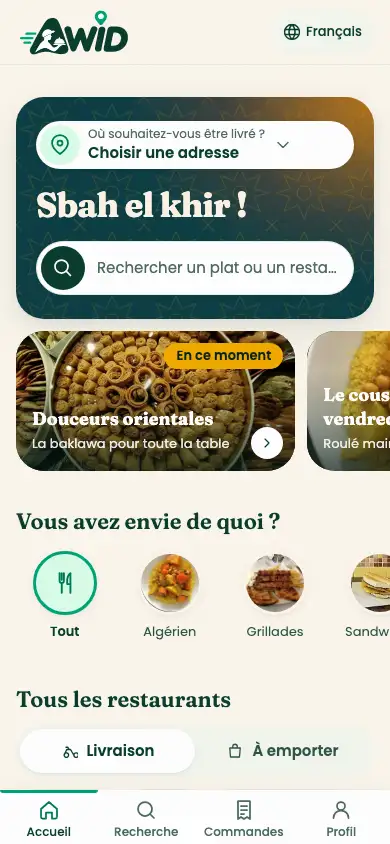 Awid
Français
Où souhaitez-vous être livré ?
Choisir une adresse
Sbah el khir !
Rechercher un plat ou un resta...
En ce moment
Douceurs orientales
La baklawa pour toute la table
Le cous
vendred
Roulé mai
Vous avez envie de quoi ?
Tout
Algérien
Grillades
Sandw
Tous les restaurants
Livraison
À emporter
Accueil
Recherche
Commandes
Profil